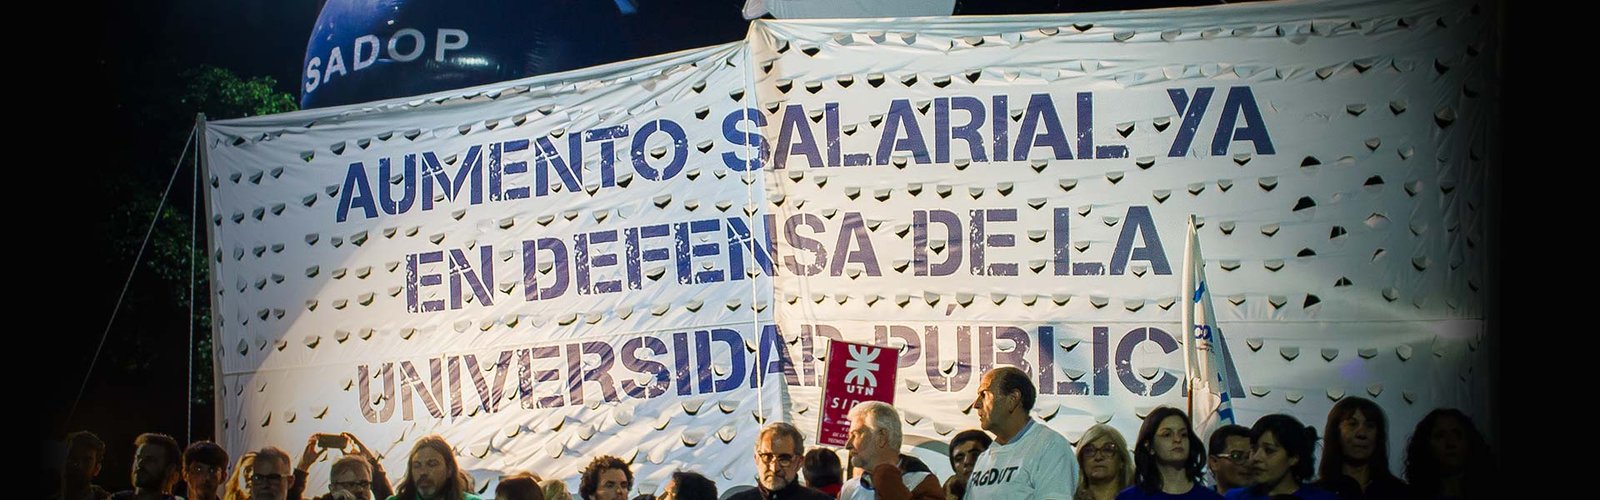 SADOP
AUMENTO SALARIAL YA
EN DEFENSA DE LA
UNIVERSIDAD PÚBLICA
UTN
FAGDUT